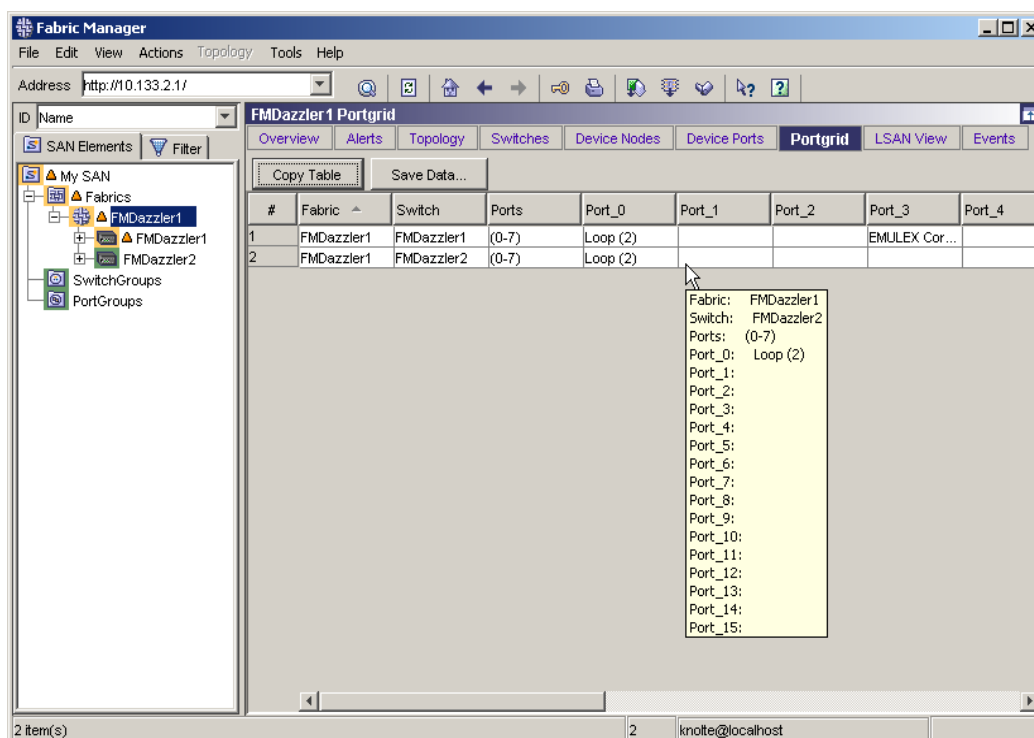 Fabric Manager
File Edit View Actions Topology Tools Help
Address http://10.133.2.1/
ID Name
FMDazzler1 Portgrid
SAN Elements Filter
Overview Alerts Topology Switches Device Nodes Device Ports Portgrid LSAN View Events
Copy Table Save Data...
My SAN
Fabrics
FMDazzler1
FMDazzler1
FMDazzler2
SwitchGroups
PortGroups
# Fabric Switch Ports Port_0 Port_1 Port_2 Port_3 Port_4
1 FMDazzler1 FMDazzler1 (0-7) Loop (2) EMULEX Cor...
2 FMDazzler1 FMDazzler2 (0-7) Loop (2)
Fabric: FMDazzler1
Switch: FMDazzler2
Ports: (0-7)
Port_0: Loop (2)
Port_1:
Port_2:
Port_3:
Port_4:
Port_5:
Port_6:
Port_7:
Port_8:
Port_9:
Port_10:
Port_11:
Port_12:
Port_13:
Port_14:
Port_15:
2 item(s) 2 knolte@localhost